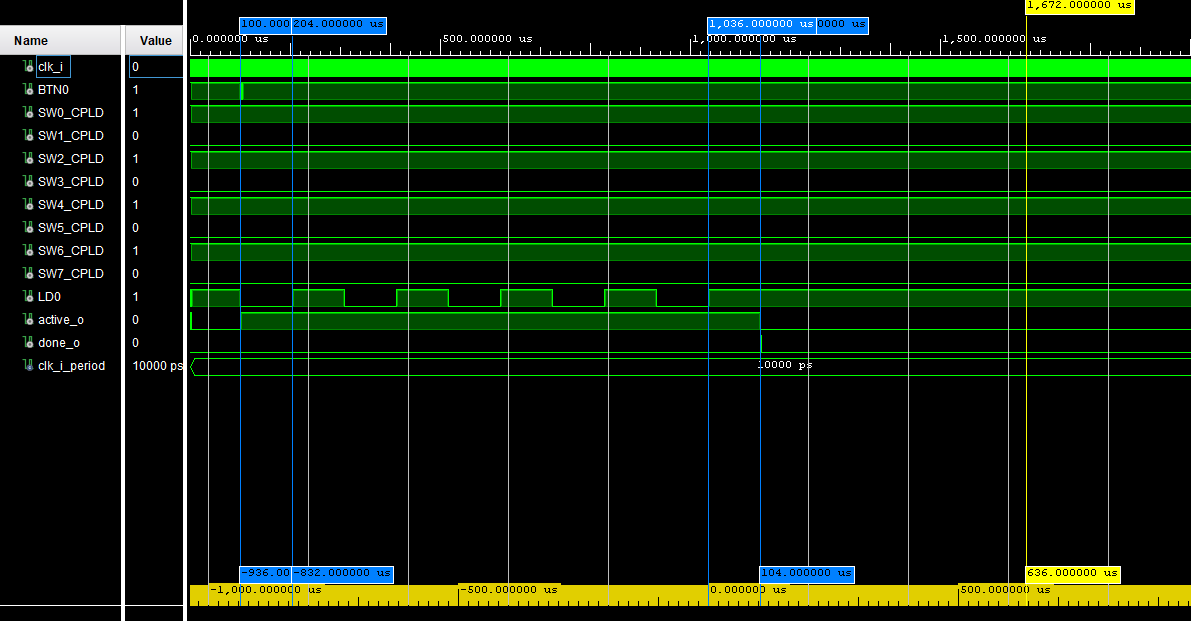 1,672.000000 us
100.000 204.000000 us 1,036.000000 us 0000 us
Name Value
0.000000 us 500.000000 us 1,000.000000 us 1,500.000000 us
clk_i 0
BTN0 1
SW0_CPLD 1
SW1_CPLD 0
SW2_CPLD 1
SW3_CPLD 0
SW4_CPLD 1
SW5_CPLD 0
SW6_CPLD 1
SW7_CPLD 0
LD0 1
active_o 0
done_o 0
clk_i_period 10000 ps 10000 ps
-936.00 -832.000000 us 104.000000 us 636.000000 us
-1,000.000000 us -500.000000 us 0.000000 us 500.000000 us